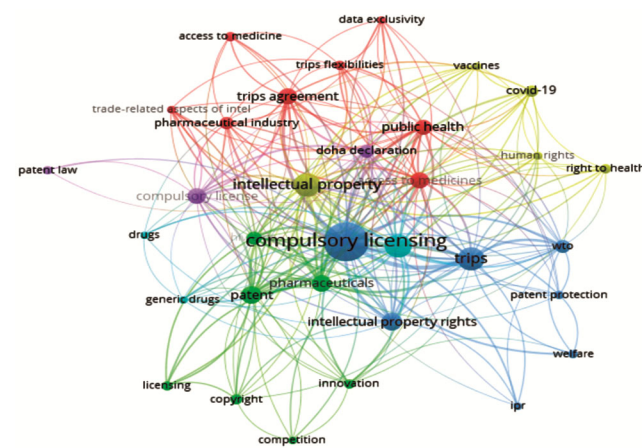 data exclusivity
access to medicine
trips flexibilities
vaccines
covid-19
trips agreement
trade-related aspects of intel
pharmaceutical industry
public health
doha declaration
human rights
patent law
right to health
intellectual property
access to medicines
compulsory license
drugs
compulsory licensing
wto
trips
pharmaceuticals
generic drugs
patent
patent protection
intellectual property rights
welfare
licensing
innovation
copyright
ipr
competition